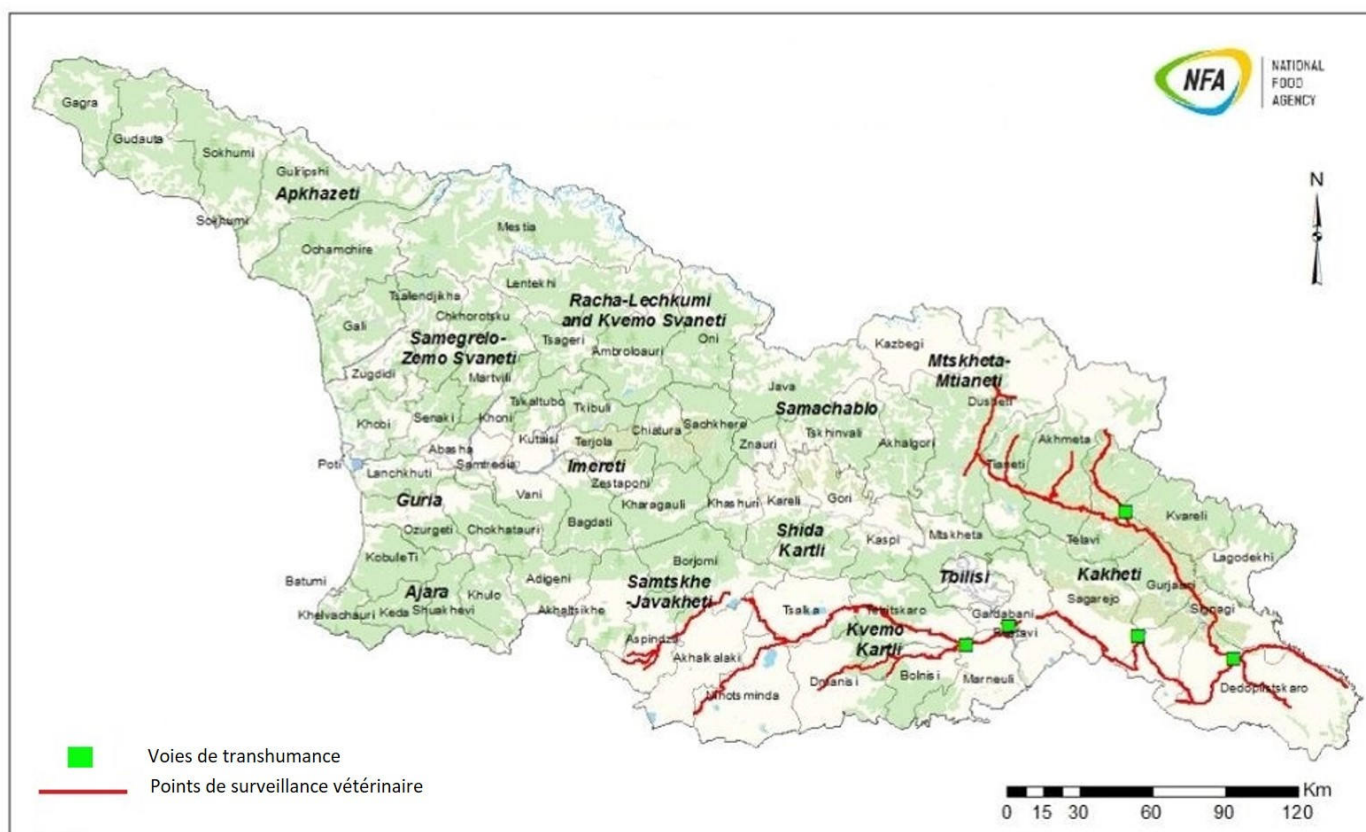 NFA
NATIONAL
FOOD
AGENCY
N
Gagra
Gudauta
Sokhumi
Gulripshi
Apkhazeti
Sokhumi
Ochamchire
Mestia
Lentekhi
Tsalendjikha
Chkhorotsku
Racha-Lechkumi
and Kvemo Svaneti
Gali
Samegrelo-
Zemo Svaneti
Tsageri
Ambroloauri
Oni
Kazbegi
Mtskheta-
Mtianeti
Zugdidi
Martvili
Java
Dusheti
Khobi
Senaki
Khoni
Tskaltubo
Tkibuli
Chiatura
Sachkhere
Samachablo
Znauri
Tskhinvali
Akhalgori
Akhmeta
Tianeti
Poti
Abasha
Kutaisi
Terjola
Lanchkhuti
Samtredia
Imereti
Zestaponi
Guria
Vani
Kharagauli
Khashuri
Kareli
Gori
Kvareli
Ozurgeti
Chokhatauri
Bagdati
Shida
Kartli
Kaspi
Mtskheta
Telavi
KobuleTi
Borjomi
Lagodekhi
Batumi
Ajara
Khulo
Adigeni
Samtskhe
-Javakheti
Tbilisi
Kakheti
Gurjaani
Khelvachauri
Keda
Shuakhevi
Akhaltsikhe
Tsalka
Tetritskaro
Gardabani
Sagarejo
Signagi
Aspindza
Kvemo
Kartli
Rustavi
Akhalkalaki
Ninotsminda
Dmanisi
Bolnisi
Marneuli
Dedoplistskaro
Voies de transhumance
Points de surveillance vétérinaire
Km
0 15 30 60 90 120